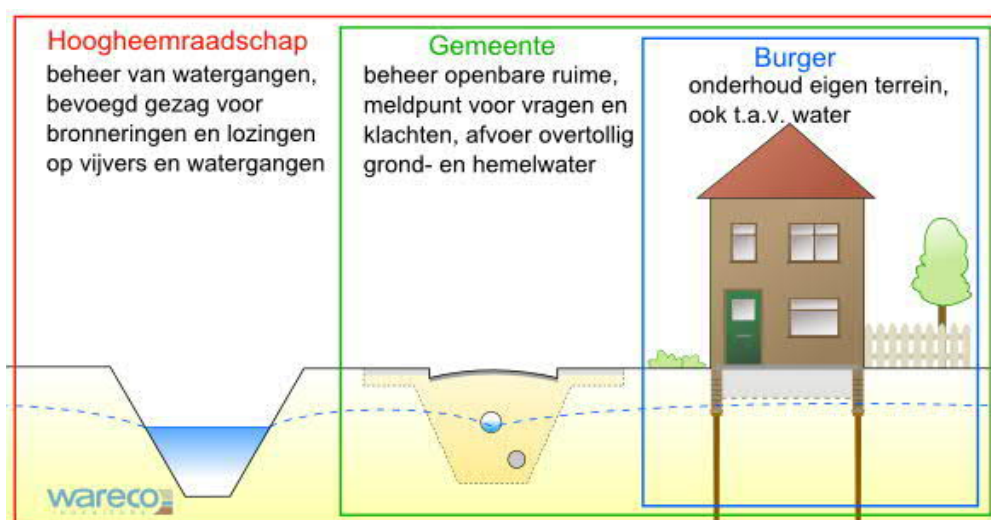 Hoogheemraadschap
beheer van watergangen,
bevoegd gezag voor
bronneringen en lozingen
op vijvers en watergangen
Gemeente
beheer openbare ruime,
meldpunt voor vragen en
klachten, afvoer overtollig
grond- en hemelwater
Burger
onderhoud eigen terrein,
ook t.a.v. water
wareco